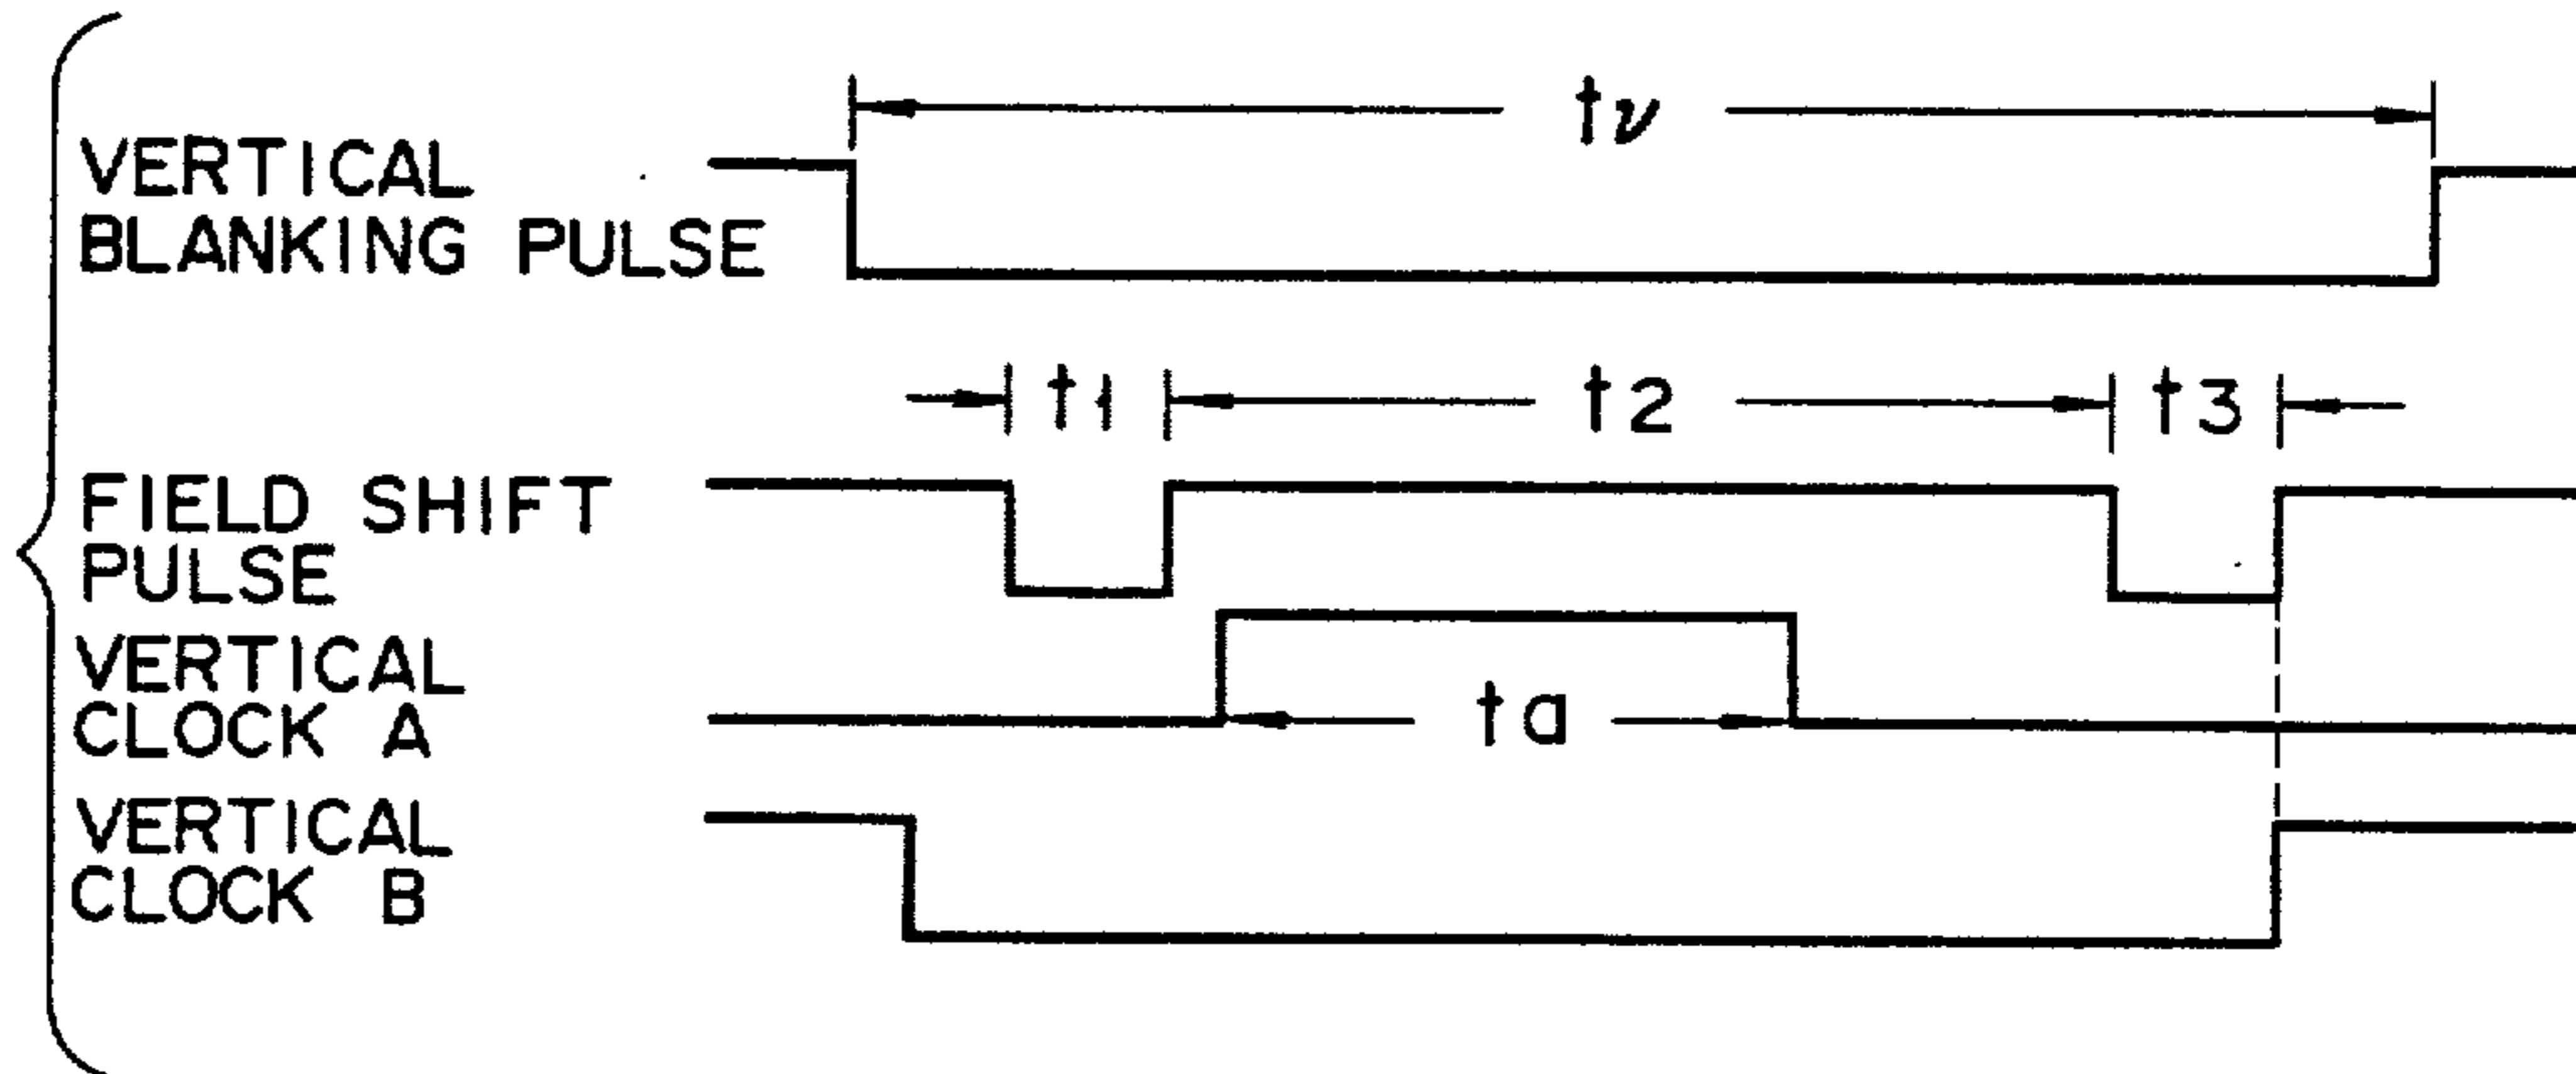 tν
VERTICAL
BLANKING PULSE
t1 t2 t3
FIELD SHIFT
PULSE
VERTICAL
CLOCK A
ta
VERTICAL
CLOCK B